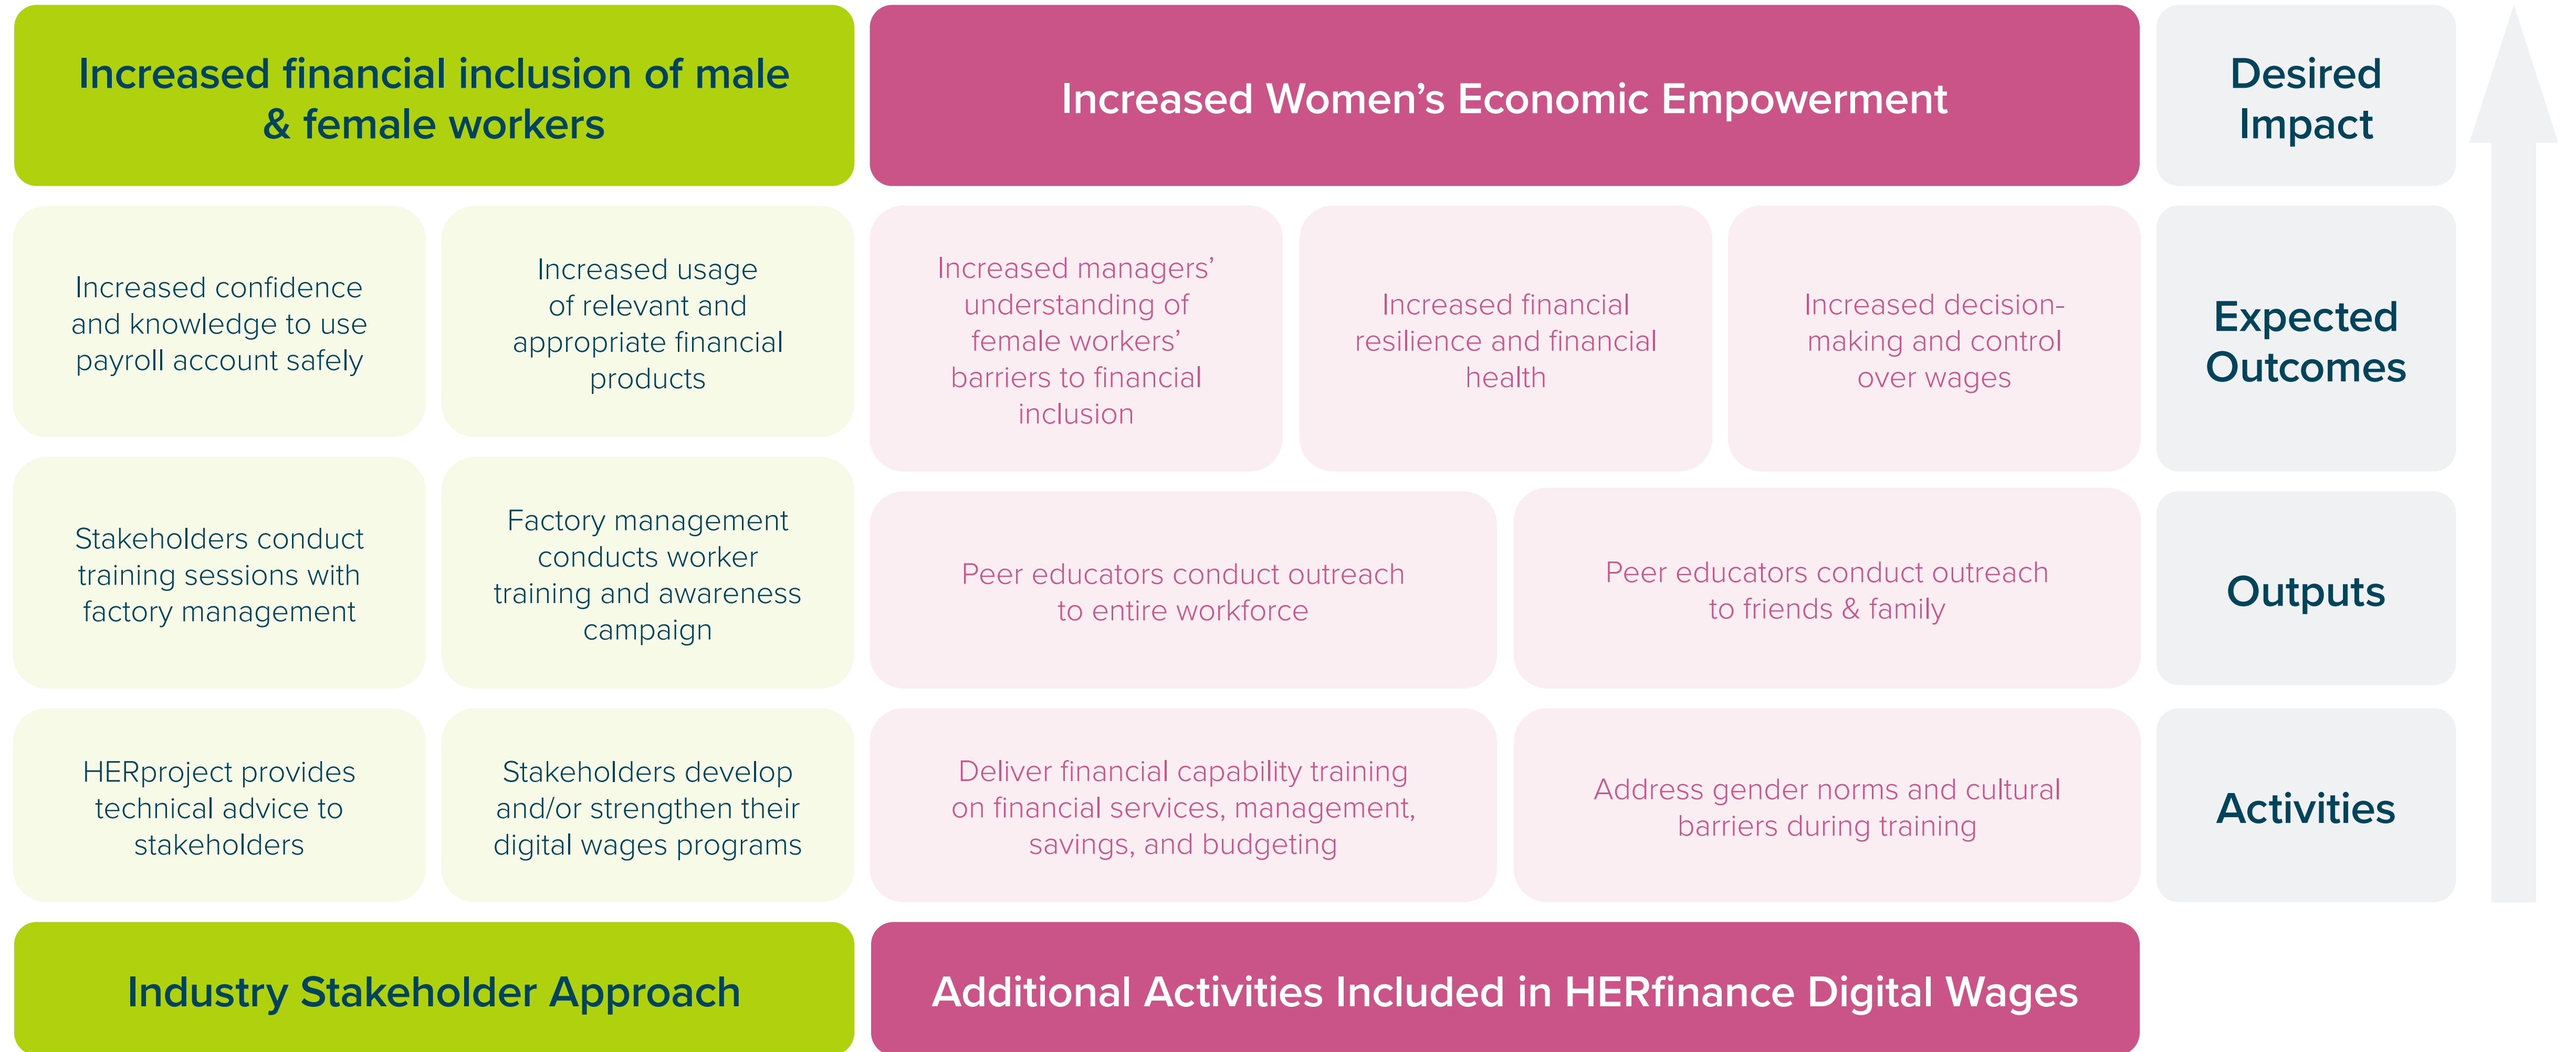 Increased financial inclusion of male
& female workers
Increased Women’s Economic Empowerment
Desired
Impact
Increased confidence
and knowledge to use
payroll account safely
Increased usage
of relevant and
appropriate financial
products
Increased managers’
understanding of
female workers’
barriers to financial
inclusion
Increased financial
resilience and financial
health
Increased decision-
making and control
over wages
Expected
Outcomes
Stakeholders conduct
training sessions with
factory management
Factory management
conducts worker
training and awareness
campaign
Peer educators conduct outreach
to entire workforce
Peer educators conduct outreach
to friends & family
Outputs
HERproject provides
technical advice to
stakeholders
Stakeholders develop
and/or strengthen their
digital wages programs
Deliver financial capability training
on financial services, management,
savings, and budgeting
Address gender norms and cultural
barriers during training
Activities
Industry Stakeholder Approach
Additional Activities Included in HERfinance Digital Wages